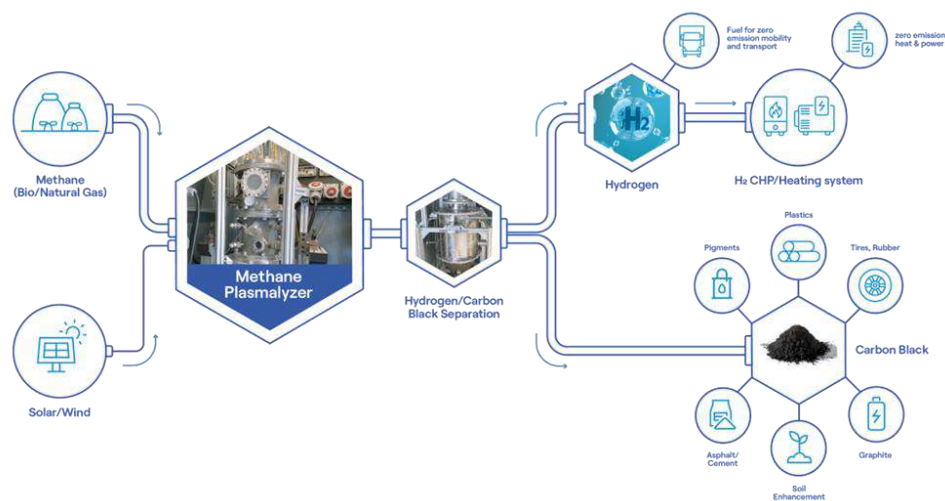 Fuel for zero
emission mobility
and transport
zero emission
heat & power
Methane
(Bio/Natural Gas)
H2
Hydrogen
H₂ CHP/Heating system
Methane
Plasmalyzer
Hydrogen/Carbon
Black Separation
Solar/Wind
Plastics
Pigments
Tires, Rubber
Carbon Black
Asphalt/
Cement
Graphite
Soil
Enhancement